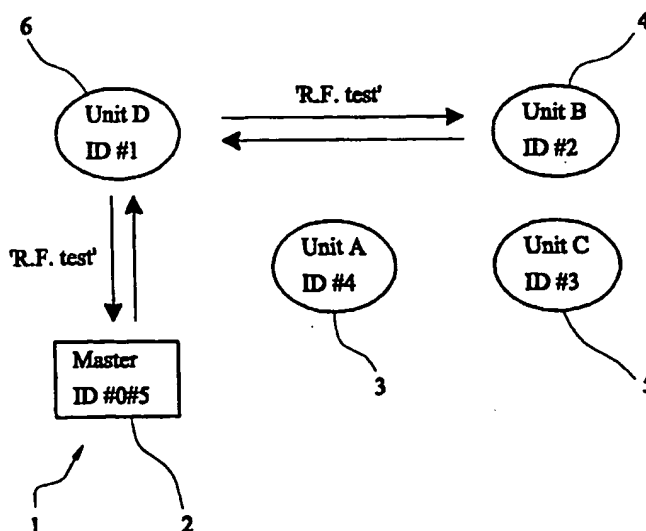 6
4
Unit D
ID #1
'R.F. test'
Unit B
ID #2
'R.F. test'
Unit A
ID #4
Unit C
ID #3
Master
ID #0#5
3
1
2